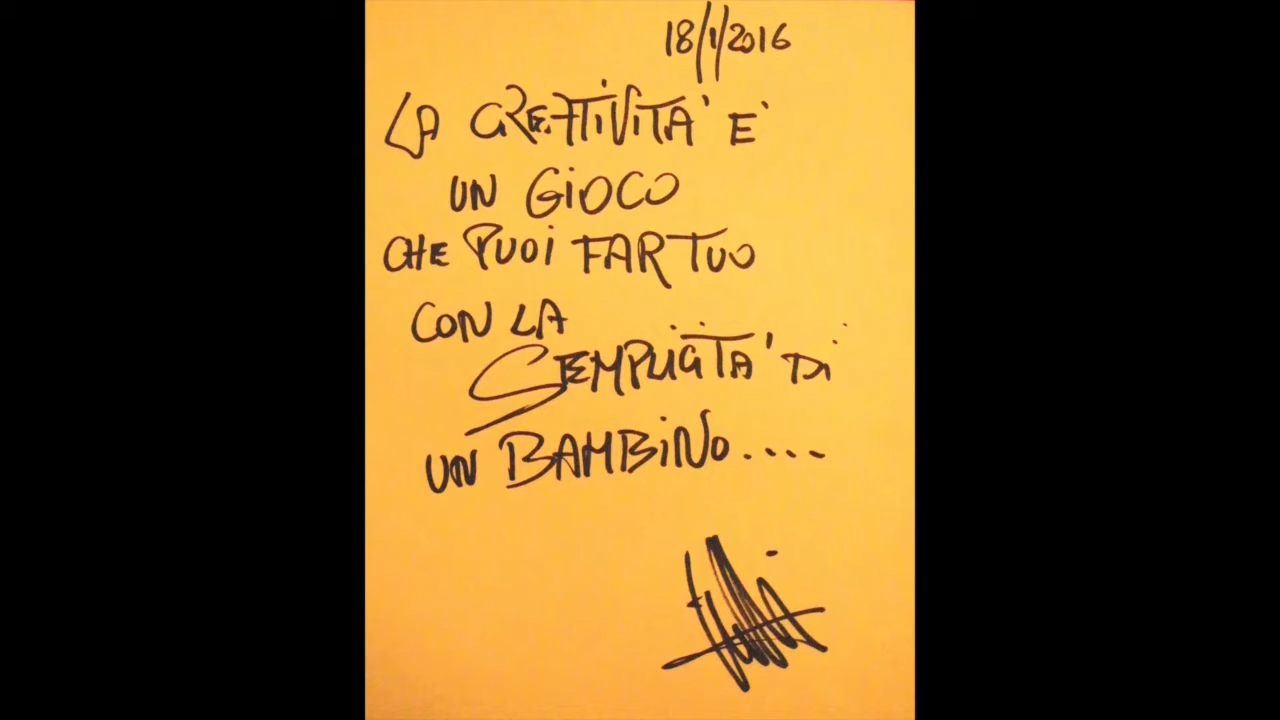 18/1/2016
LA CREATIVITA' E'
UN GIOCO
CHE PUOI FAR TUO
CON LA
SEMPLICITA' DI
UN BAMBINO....